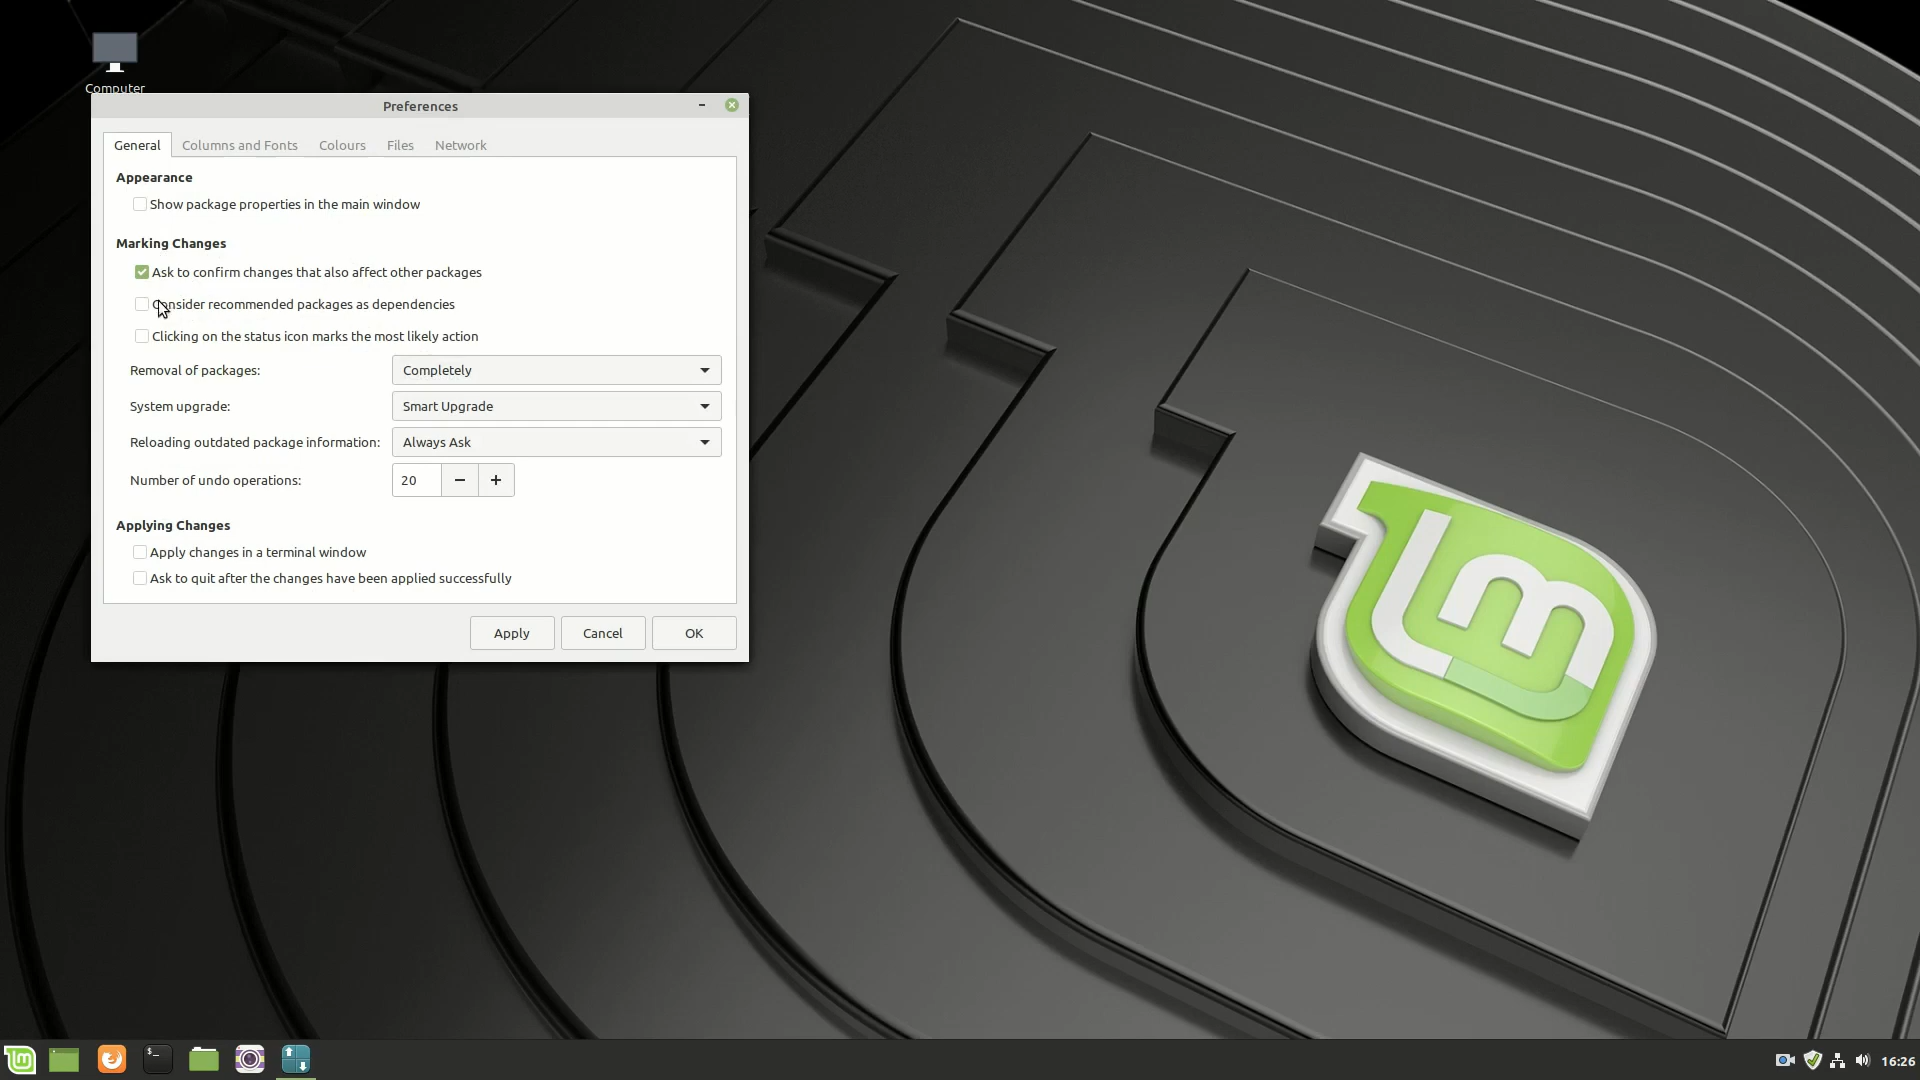 Computer
Preferences
General
Columns and Fonts
Colours
Files
Network
Appearance
Show package properties in the main window
Marking Changes
Ask to confirm changes that also affect other packages
Consider recommended packages as dependencies
Clicking on the status icon marks the most likely action
Removal of packages: Completely
System upgrade: Smart Upgrade
Reloading outdated package information: Always Ask
Number of undo operations: 20 − +
Applying Changes
Apply changes in a terminal window
Ask to quit after the changes have been applied successfully
Apply
Cancel
OK
16:26